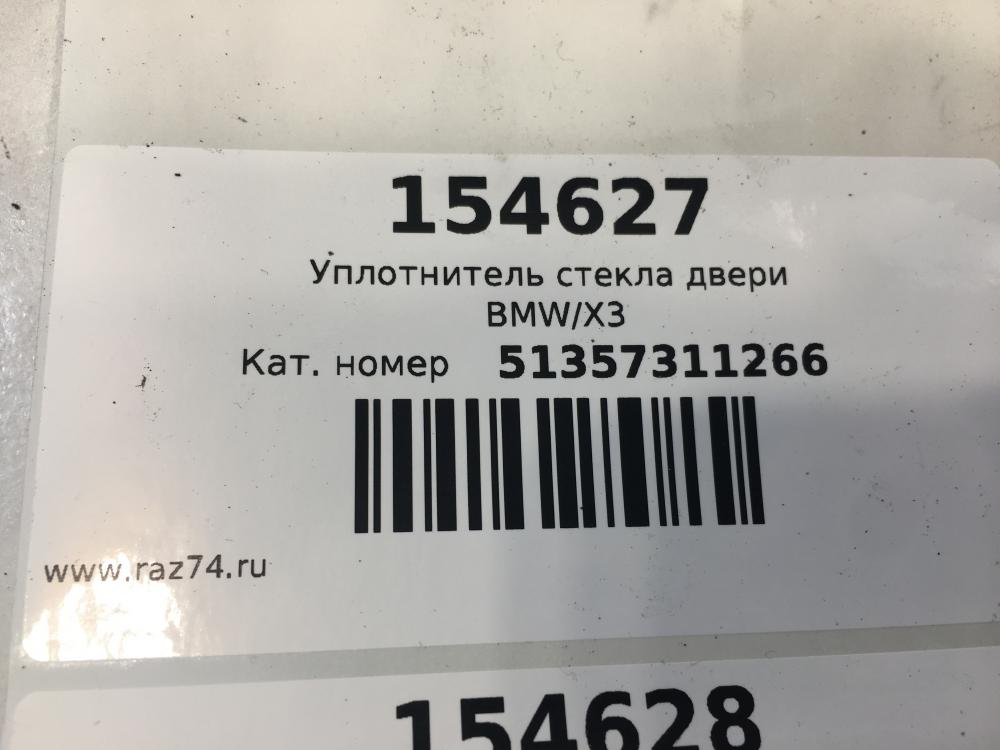 154627
Уплотнитель стекла двери
BMW/X3
Кат. номер 51357311266
www.raz74.ru
154628